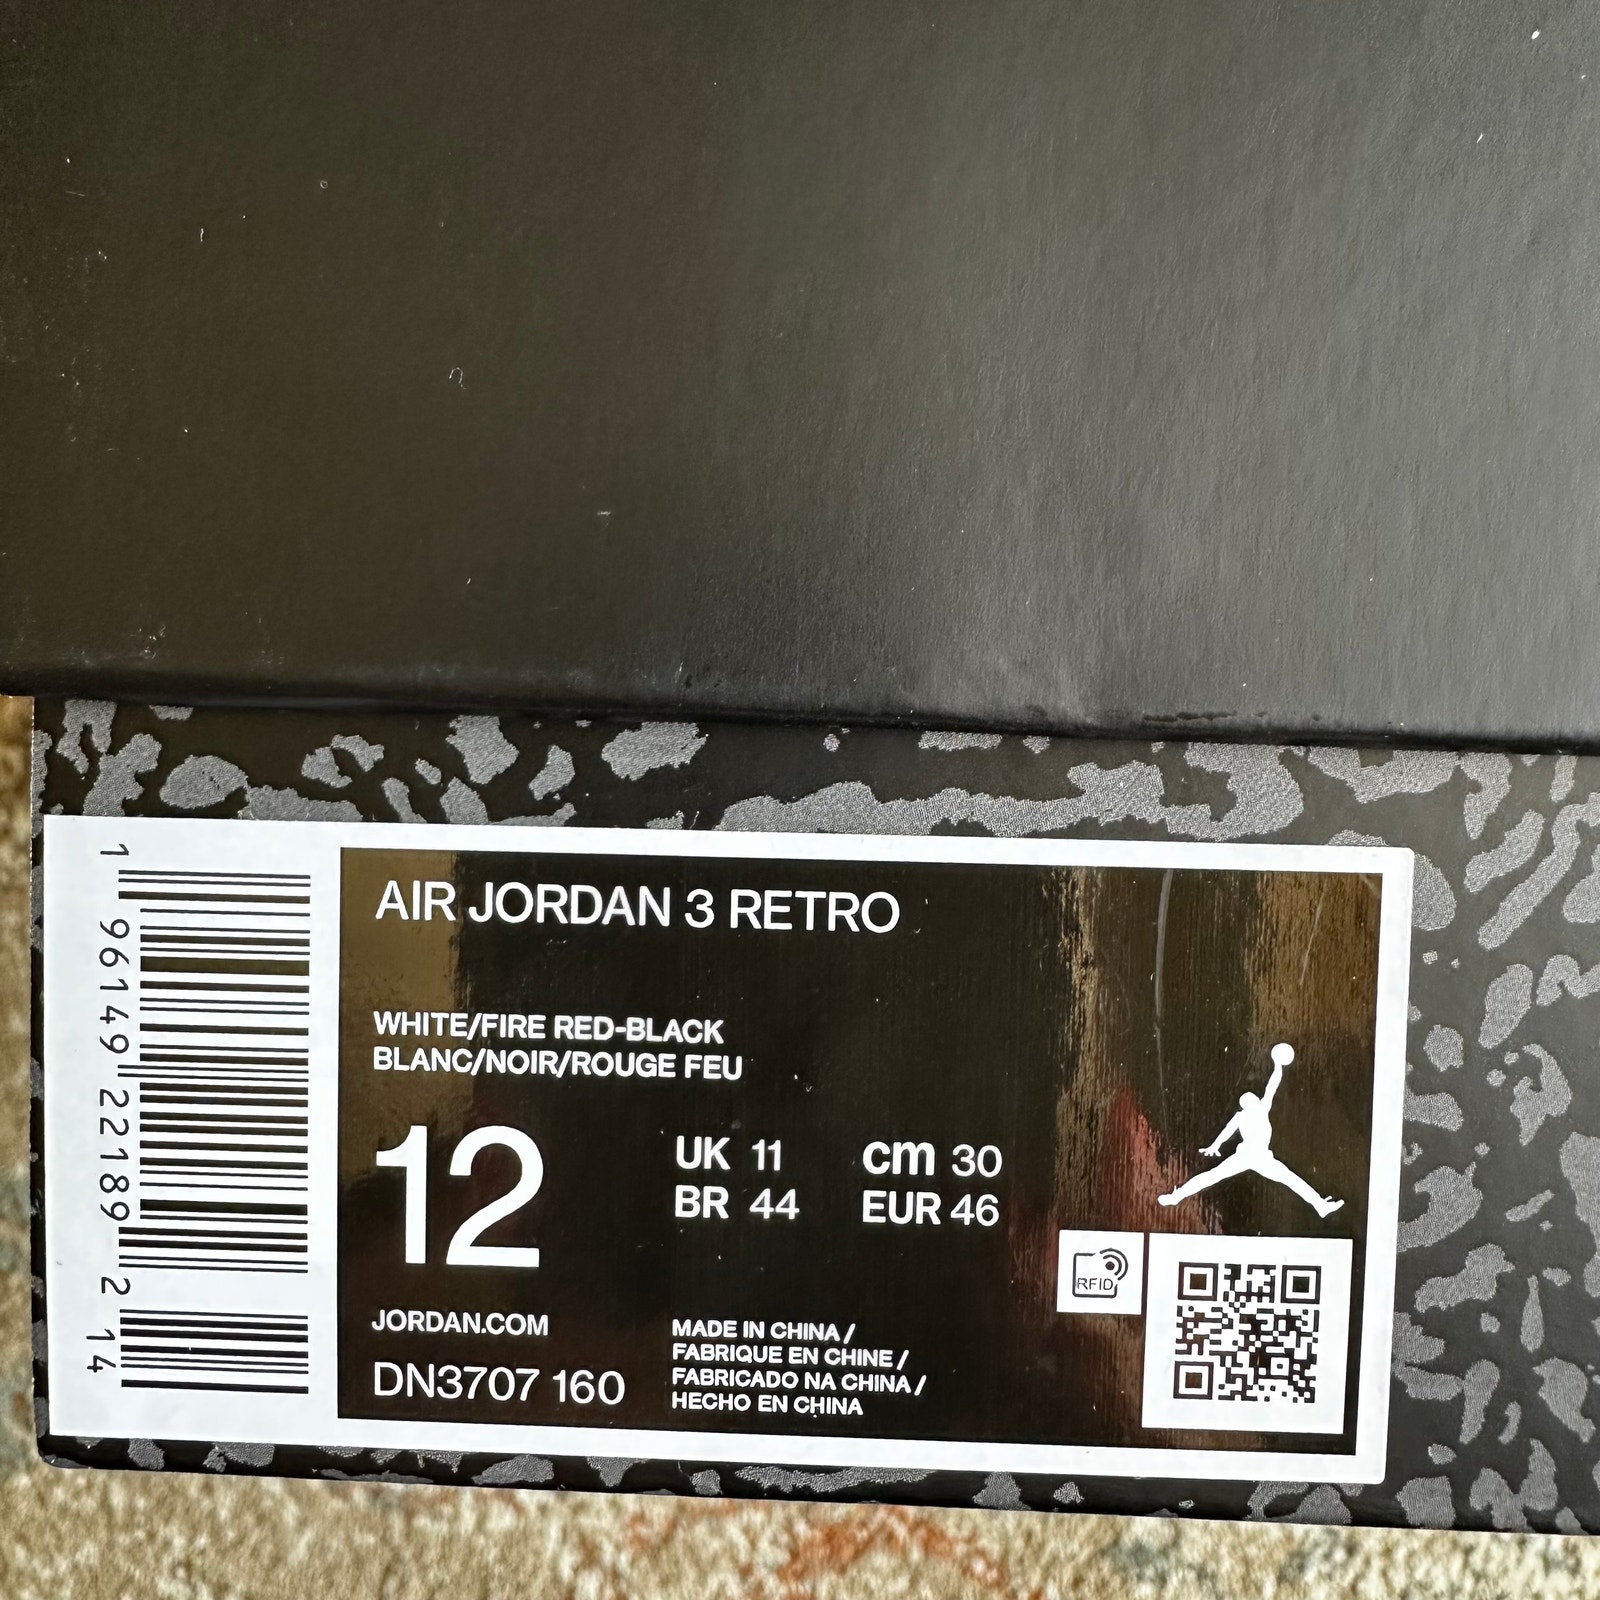 AIR JORDAN 3 RETRO
WHITE/FIRE RED-BLACK
BLANC/NOIR/ROUGE FEU
12
UK 11
cm 30
BR 44
EUR 46
RFID
JORDAN.COM
DN3707 160
MADE IN CHINA /
FABRIQUE EN CHINE /
FABRICADO NA CHINA /
HECHO EN CHINA
1 96149 22189 2 14